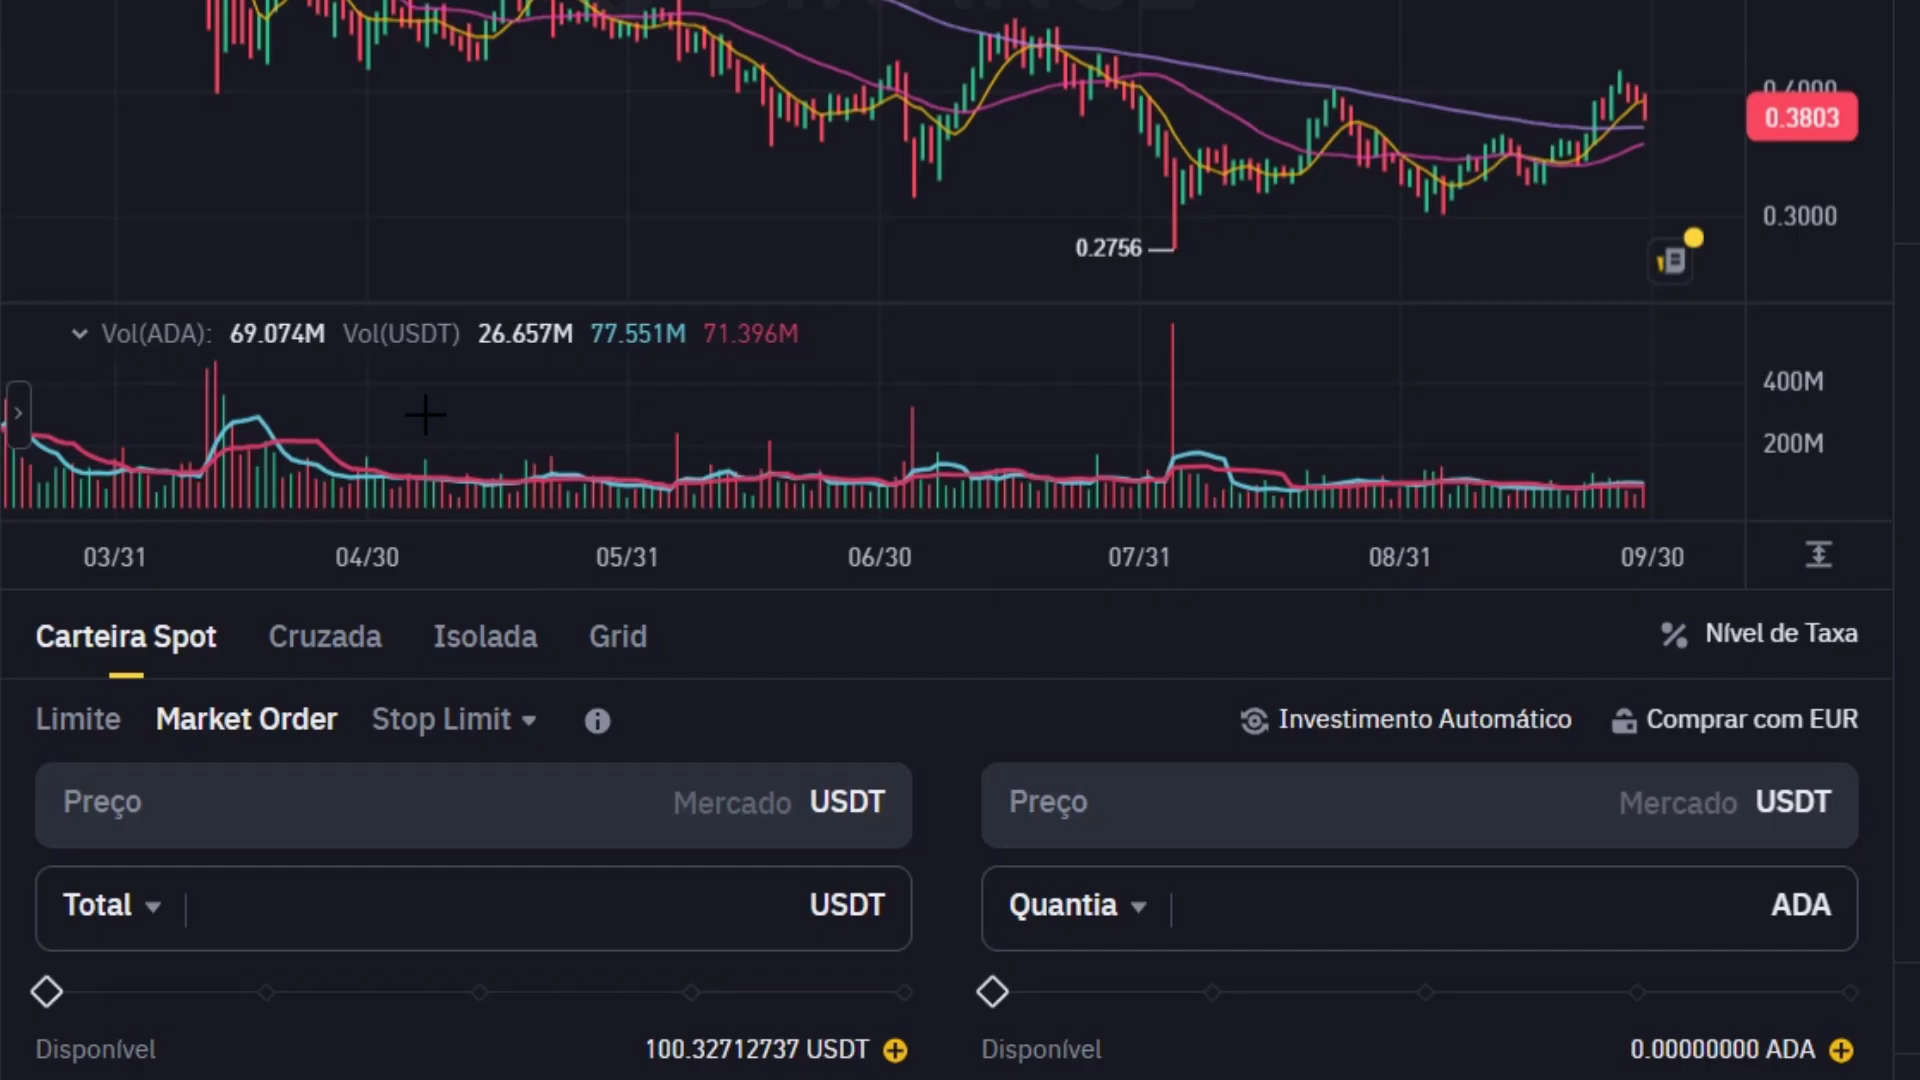 0.4000
0.3803
0.3000
0.2756
Vol(ADA): 69.074M Vol(USDT) 26.657M 77.551M 71.396M
400M
200M
03/31 04/30 05/31 06/30 07/31 08/31 09/30
Carteira Spot Cruzada Isolada Grid Nível de Taxa
Limite Market Order Stop Limit Investimento Automático Comprar com EUR
Preço Mercado USDT Preço Mercado USDT
Total USDT Quantia ADA
Disponível 100.32712737 USDT Disponível 0.00000000 ADA